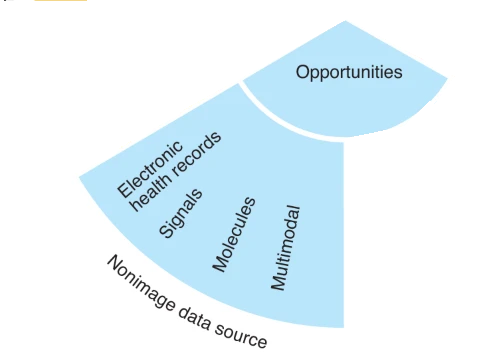 Opportunities
Electronic
health records
Signals
Molecules
Multimodal
Nonimage data source